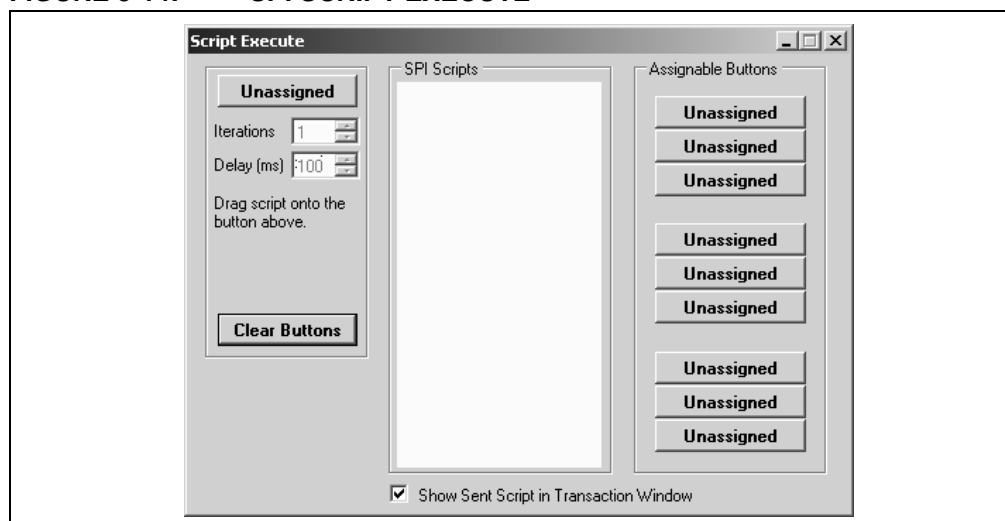 Script Execute
Unassigned
Iterations 1
Delay (ms) 100
Drag script onto the
button above.
Clear Buttons
SPI Scripts
Assignable Buttons
Unassigned
Unassigned
Unassigned
Unassigned
Unassigned
Unassigned
Unassigned
Unassigned
Unassigned
Show Sent Script in Transaction Window